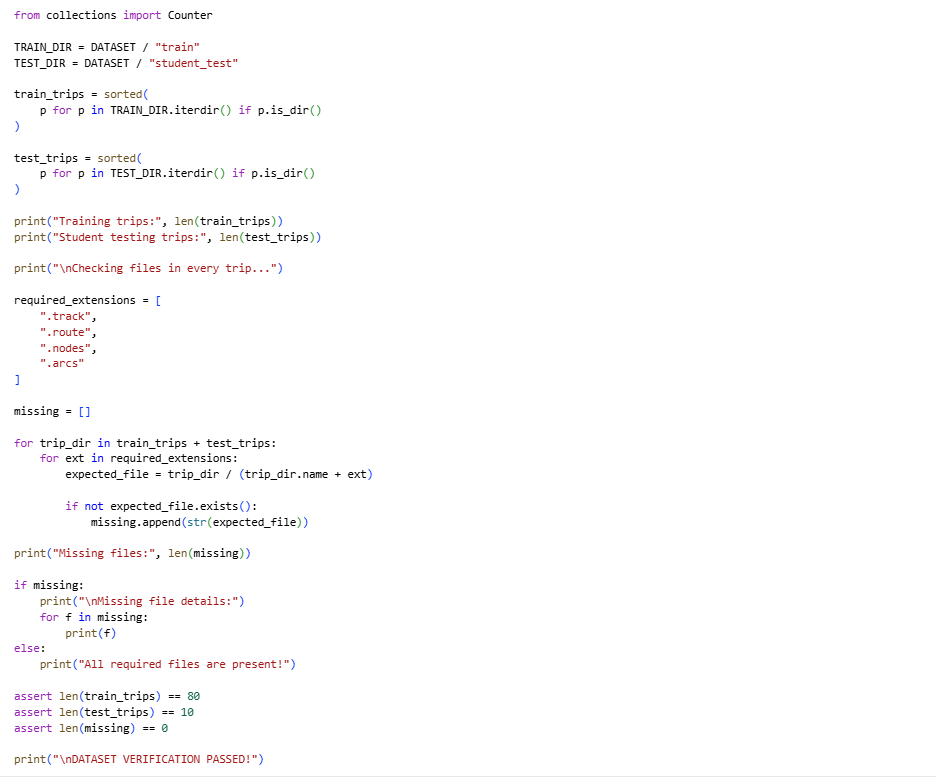 from collections import Counter

TRAIN_DIR = DATASET / "train"
TEST_DIR = DATASET / "student_test"

train_trips = sorted(
    p for p in TRAIN_DIR.iterdir() if p.is_dir()
)

test_trips = sorted(
    p for p in TEST_DIR.iterdir() if p.is_dir()
)

print("Training trips:", len(train_trips))
print("Student testing trips:", len(test_trips))

print("\nChecking files in every trip...")

required_extensions = [
    ".track",
    ".route",
    ".nodes",
    ".arcs"
]

missing = []

for trip_dir in train_trips + test_trips:
    for ext in required_extensions:
        expected_file = trip_dir / (trip_dir.name + ext)

        if not expected_file.exists():
            missing.append(str(expected_file))

print("Missing files:", len(missing))

if missing:
    print("\nMissing file details:")
    for f in missing:
        print(f)
else:
    print("All required files are present!")

assert len(train_trips) == 80
assert len(test_trips) == 10
assert len(missing) == 0

print("\nDATASET VERIFICATION PASSED!")